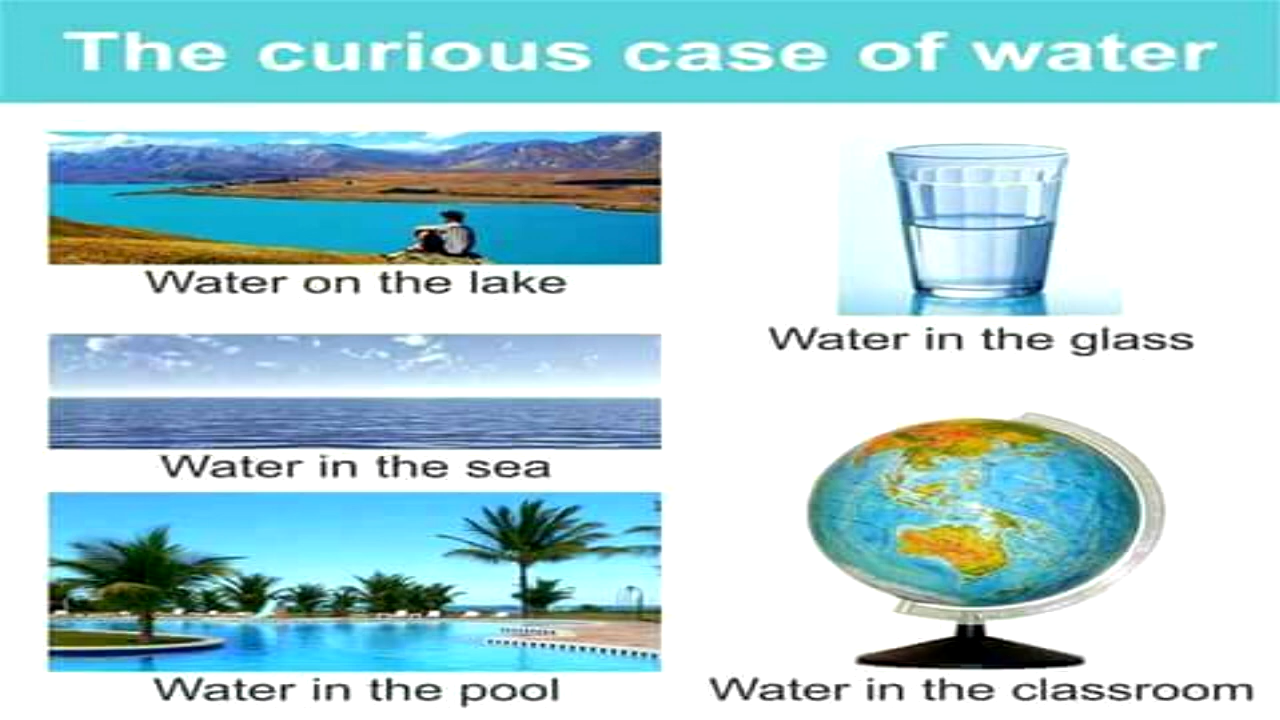 The curious case of water
Water on the lake
Water in the glass
Water in the sea
Water in the pool
Water in the classroom